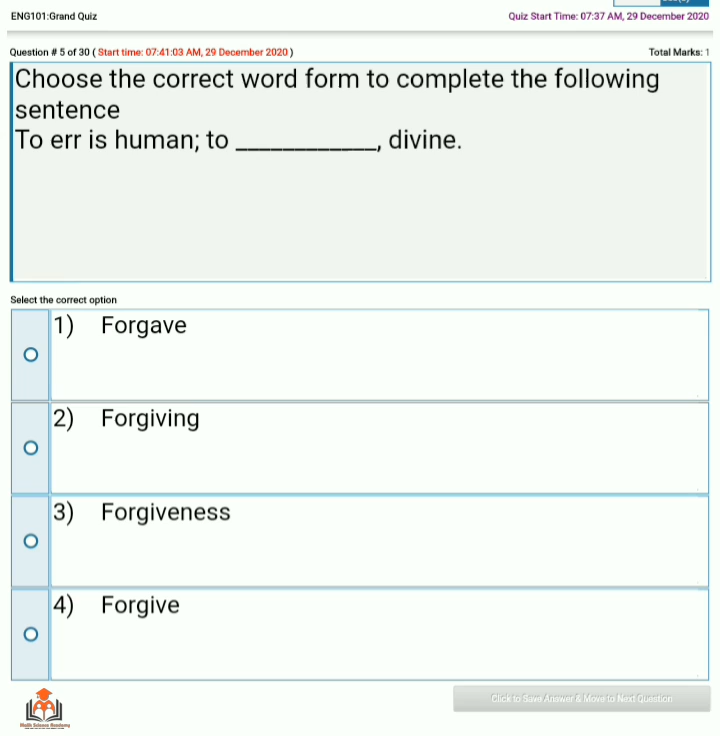 ENG101:Grand Quiz
Quiz Start Time: 07:37 AM, 29 December 2020
Question # 5 of 30 ( Start time: 07:41:03 AM, 29 December 2020 )
Total Marks: 1
Choose the correct word form to complete the following
sentence
To err is human; to ____________, divine.
Select the correct option
1) Forgave
2) Forgiving
3) Forgiveness
4) Forgive
Click to Save Answer & Move to Next Question